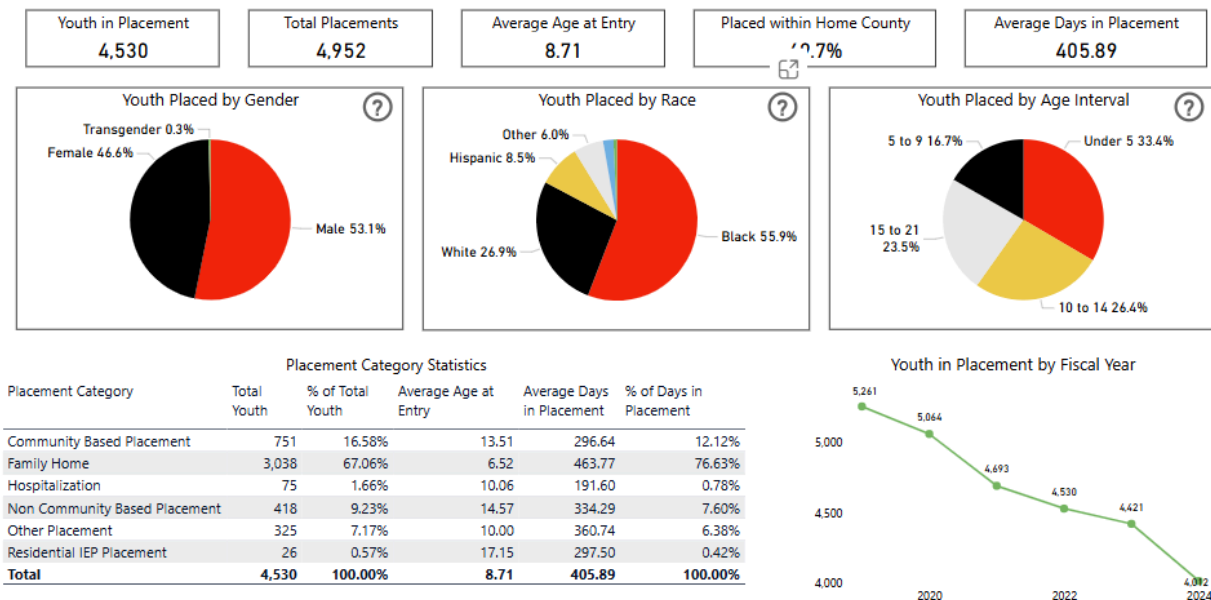 Youth in Placement
4,530
Total Placements
4,952
Average Age at Entry
8.71
Placed within Home County
.7%
Average Days in Placement
405.89
Youth Placed by Gender
?
Transgender 0.3%
Female 46.6%
Male 53.1%
Youth Placed by Race
?
Other 6.0%
Hispanic 8.5%
White 26.9%
Black 55.9%
Youth Placed by Age Interval
?
5 to 9 16.7%
Under 5 33.4%
15 to 21
23.5%
10 to 14 26.4%
Placement Category Statistics
Placement Category Total % of Total Average Age at Average Days % of Days in
Youth Youth Entry in Placement Placement
Community Based Placement 751 16.58% 13.51 296.64 12.12%
Family Home 3,038 67.06% 6.52 463.77 76.63%
Hospitalization 75 1.66% 10.06 191.60 0.78%
Non Community Based Placement 418 9.23% 14.57 334.29 7.60%
Other Placement 325 7.17% 10.00 360.74 6.38%
Residential IEP Placement 26 0.57% 17.15 297.50 0.42%
Total 4,530 100.00% 8.71 405.89 100.00%
Youth in Placement by Fiscal Year
5,261
5,064
5,000
4,693
4,530
4,500
4,421
4,012
4,000
2020 2022 2024